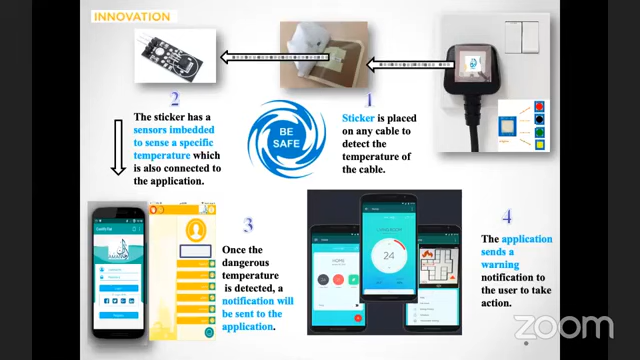 INNOVATION
1
Sticker is placed
on any cable to
detect the
temperature of
the cable.
2
The sticker has a
sensors imbedded
to sense a specific
temperature which
is also connected to
the application.
BE
SAFE
3
Once the
dangerous
temperature
is detected, a
notification will
be sent to the
application.
24
4
The application
sends a
warning
notification to
the user to take
action.
zoom